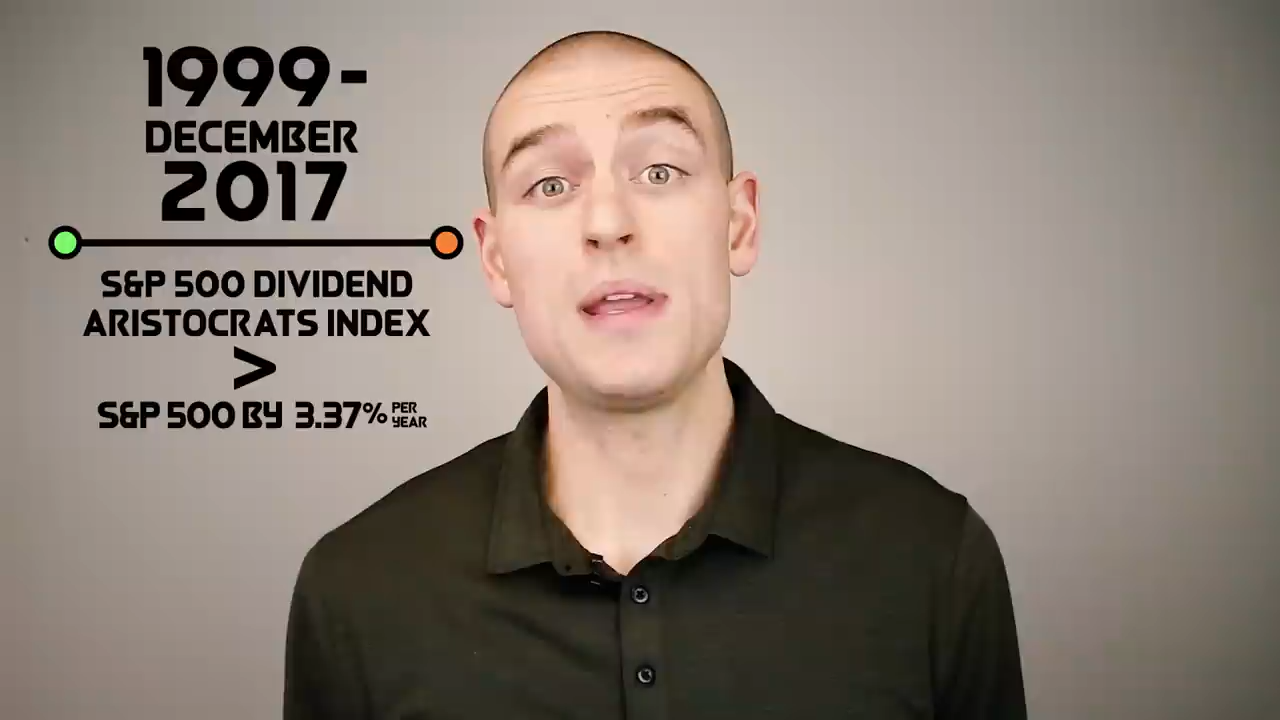 1999-
DECEMBER
2017
S&P 500 DIVIDEND
ARISTOCRATS INDEX
>
S&P 500 BY 3.37% PER YEAR